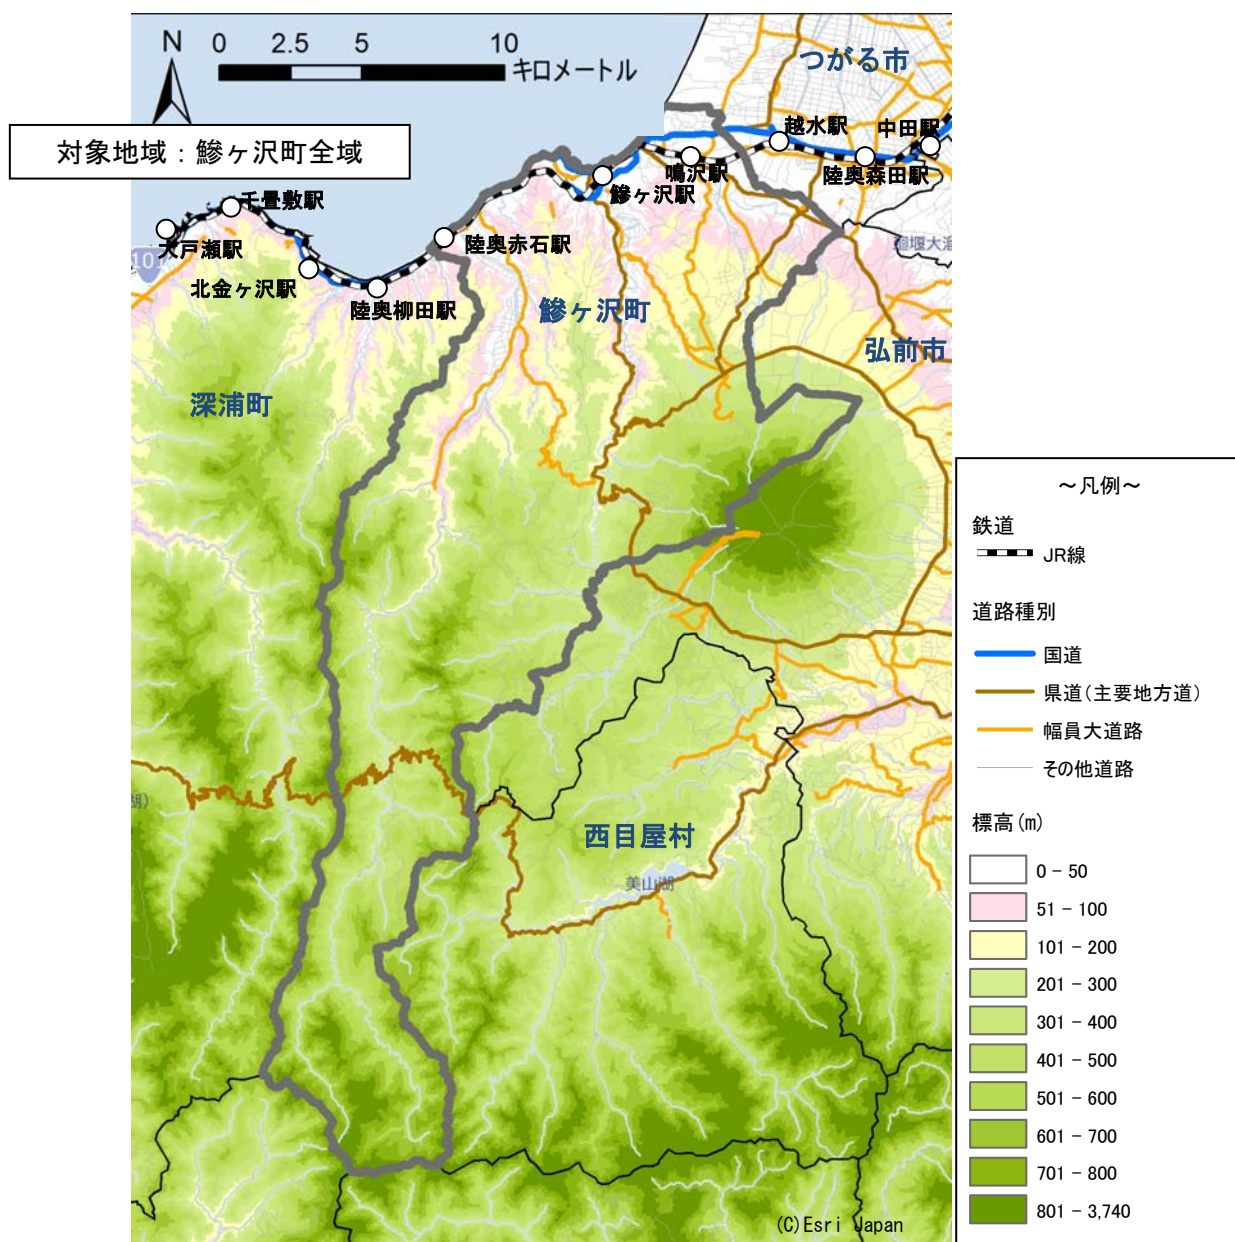 N
0 2.5 5 10
キロメートル
つがる市
対象地域：鰺ヶ沢町全域
越水駅
中田駅
鳴沢駅
陸奥森田駅
鰺ヶ沢駅
千畳敷駅
大戸瀬駅
陸奥赤石駅
101
北金ヶ沢駅
陸奥柳田駅
廻堰大溜
鰺ヶ沢町
弘前市
深浦町
西目屋村
美山湖
湖）
～凡例～
鉄道
JR線
道路種別
国道
県道（主要地方道）
幅員大道路
その他道路
標高(m)
0 – 50
51 – 100
101 – 200
201 – 300
301 – 400
401 – 500
501 – 600
601 – 700
701 – 800
801 – 3,740
(C)Esri Japan